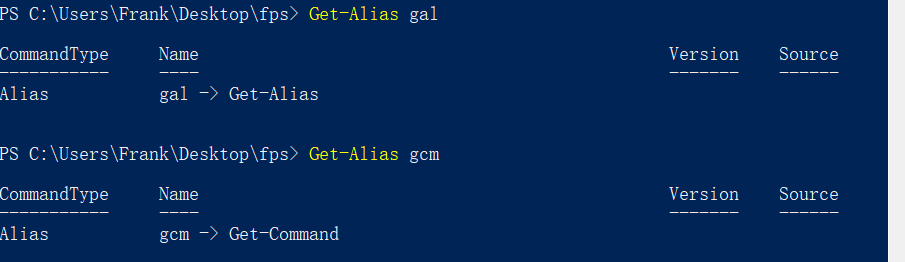 PS C:\Users\Frank\Desktop\fps> Get-Alias gal
CommandType     Name                                               Version    Source
-----------     ----                                               -------    ------
Alias           gal -> Get-Alias
PS C:\Users\Frank\Desktop\fps> Get-Alias gcm
CommandType     Name                                               Version    Source
-----------     ----                                               -------    ------
Alias           gcm -> Get-Command